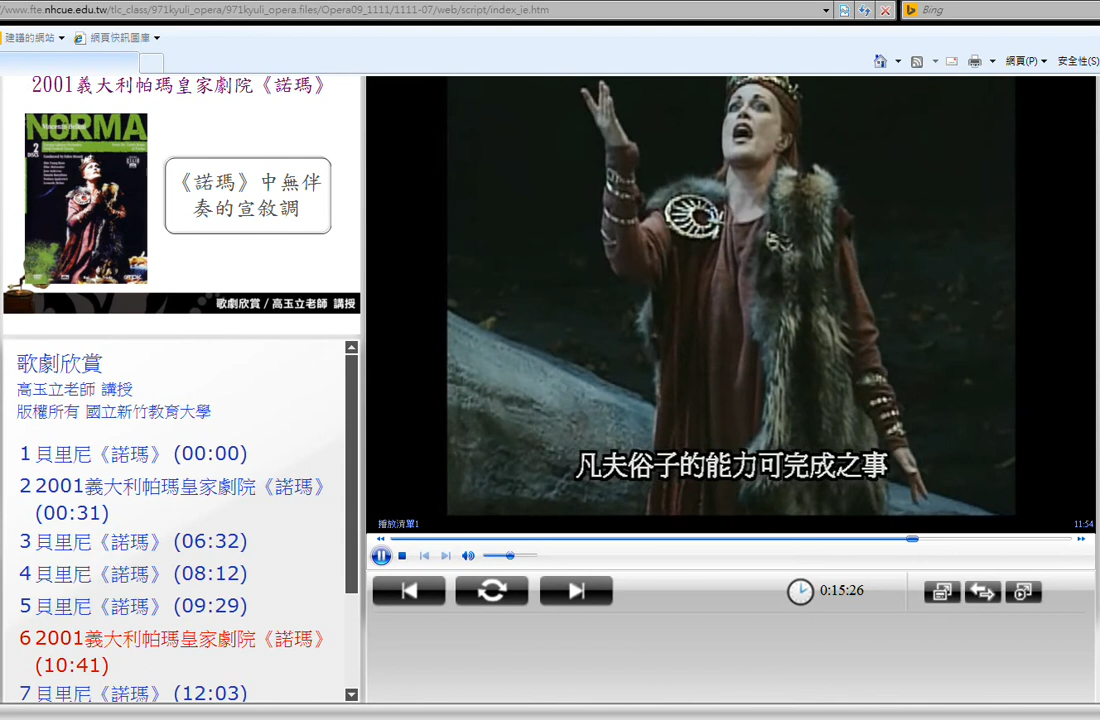 /www.fte.nhcue.edu.tw/tlc_class/971kyuli_opera/971kyuli_opera.files/Opera09_1111/1111-07/web/script/index_ie.htm
Bing
建議的網站
網頁快訊圖庫
網頁(P)
安全性(S)
2001義大利帕瑪皇家劇院《諾瑪》
NORMA
2
《諾瑪》中無伴
奏的宣敘調
歌劇欣賞 / 高玉立老師 講授
歌劇欣賞
高玉立老師 講授
版權所有 國立新竹教育大學
1 貝里尼《諾瑪》 (00:00)
2 2001義大利帕瑪皇家劇院《諾瑪》
(00:31)
3 貝里尼《諾瑪》 (06:32)
4 貝里尼《諾瑪》 (08:12)
5 貝里尼《諾瑪》 (09:29)
6 2001義大利帕瑪皇家劇院《諾瑪》
(10:41)
7 貝里尼《諾瑪》 (12:03)
凡夫俗子的能力可完成之事
播放清單1
11:54
0:15:26